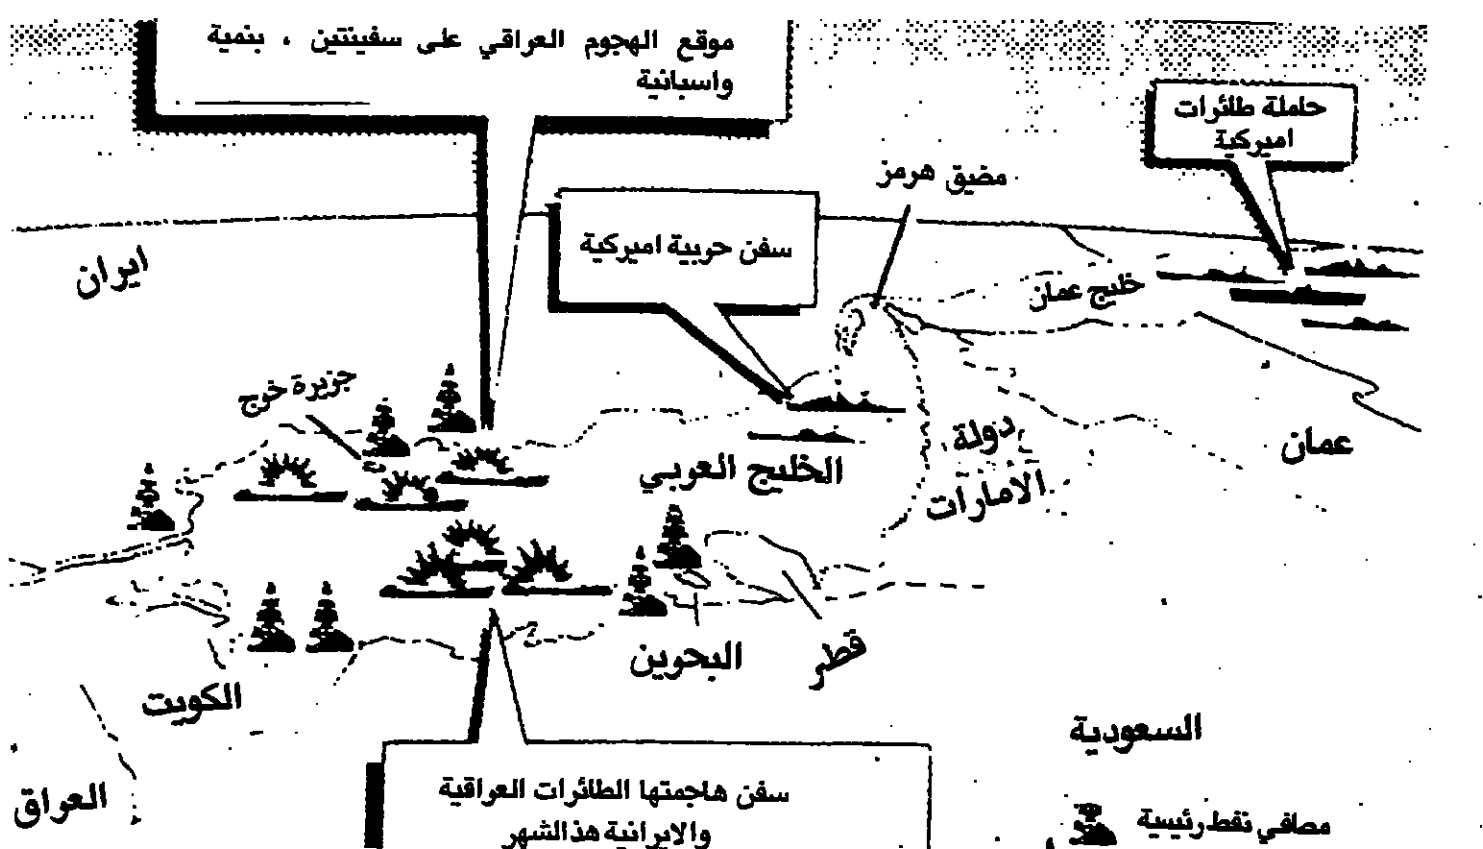 موقع الهجوم العراقي على سفينتين ، بنمية
واسبانية
حاملة طائرات
اميركية
مضيق هرمز
سفن حربية اميركية
ايران
خليج عمان
جزيرة خرج
دولة
الامارات
عمان
الخليج العربي
قطر
البحرين
الكويت
السعودية
العراق
سفن هاجمتها الطائرات العراقية
والايرانية هذالشهر
مصافي نفط رئيسية